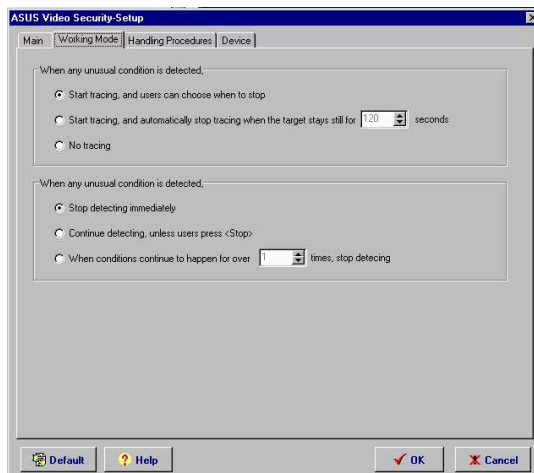 ASUS Video Security-Setup
Main Working Mode Handling Procedures Device
When any unusual condition is detected,
Start tracing, and users can choose when to stop
Start tracing, and automatically stop tracing when the target stays still for 120 seconds
No tracing
When any unusual condition is detected,
Stop detecting immediately
Continue detecting, unless users press <Stop>
When conditions continue to happen for over 1 times, stop detecing
Default ? Help OK Cancel